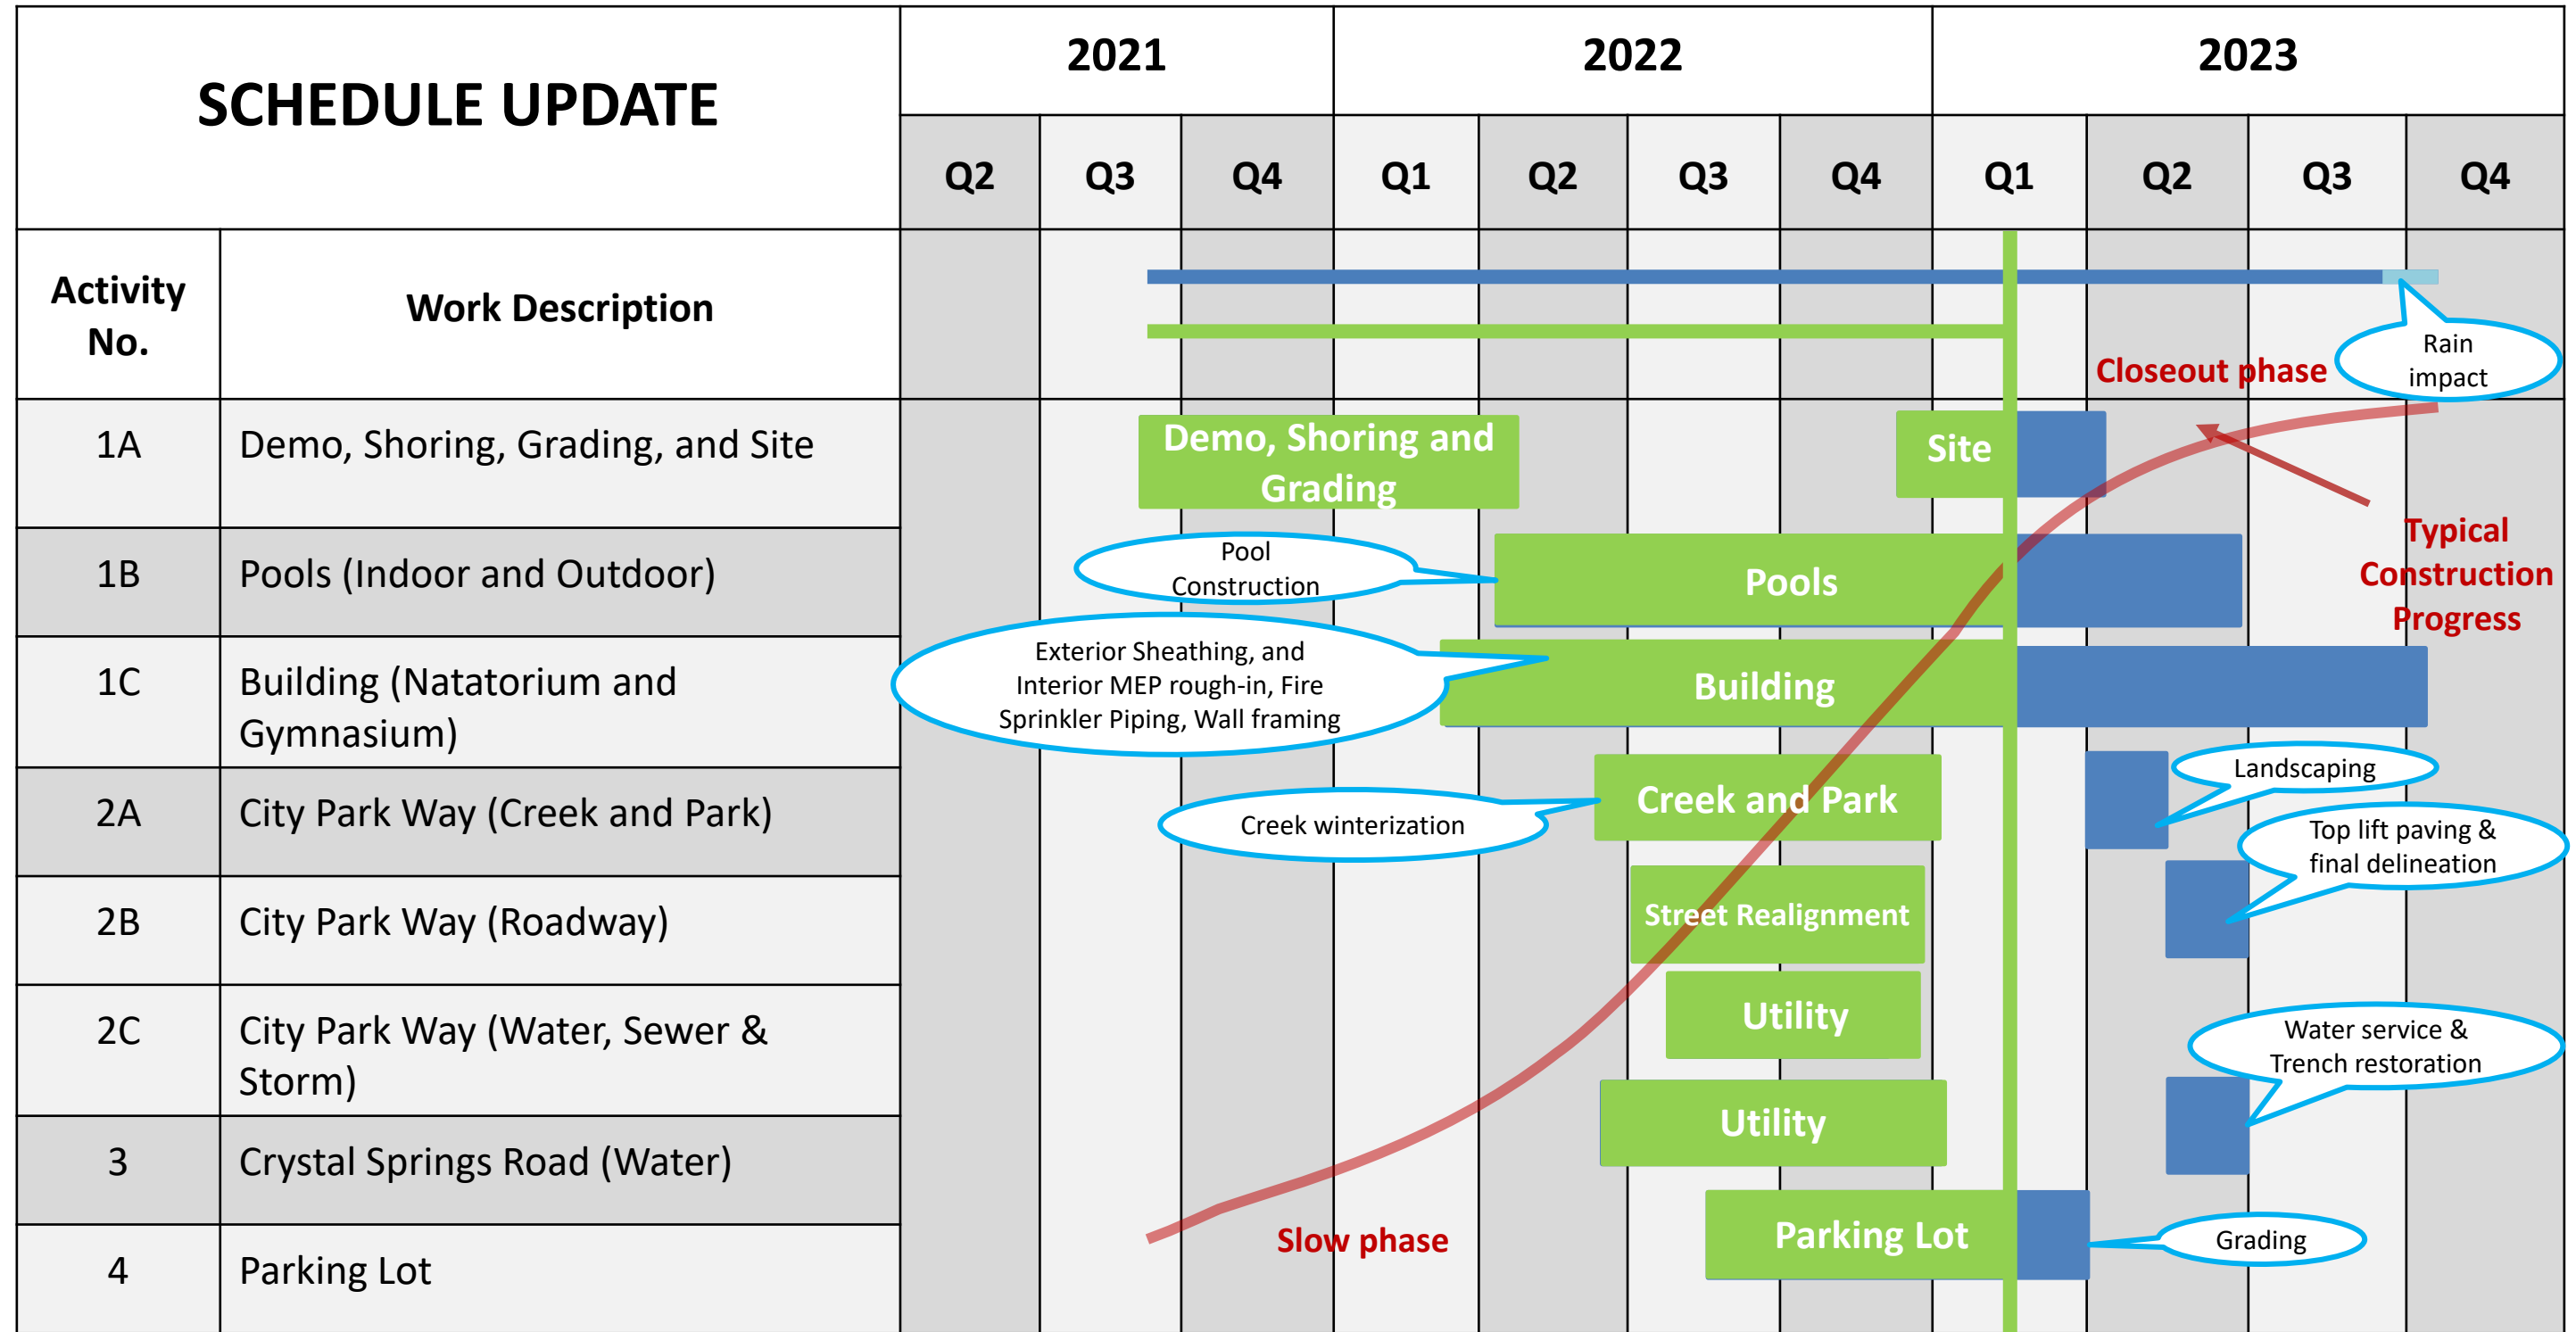 SCHEDULE UPDATE
2021
2022
2023
Q2
Q3
Q4
Q1
Q2
Q3
Q4
Q1
Q2
Q3
Q4
Activity
No.
Work Description
Rain
impact
Closeout phase
1A
Demo, Shoring, Grading, and Site
Demo, Shoring and
Grading
Site
Typical
Construction
Progress
1B
Pools (Indoor and Outdoor)
Pool
Construction
Pools
1C
Building (Natatorium and
Gymnasium)
Exterior Sheathing, and
Interior MEP rough-in, Fire
Sprinkler Piping, Wall framing
Building
2A
City Park Way (Creek and Park)
Creek winterization
Creek and Park
Landscaping
Top lift paving &
final delineation
2B
City Park Way (Roadway)
Street Realignment
2C
City Park Way (Water, Sewer &
Storm)
Utility
Water service &
Trench restoration
3
Crystal Springs Road (Water)
Utility
4
Parking Lot
Slow phase
Parking Lot
Grading